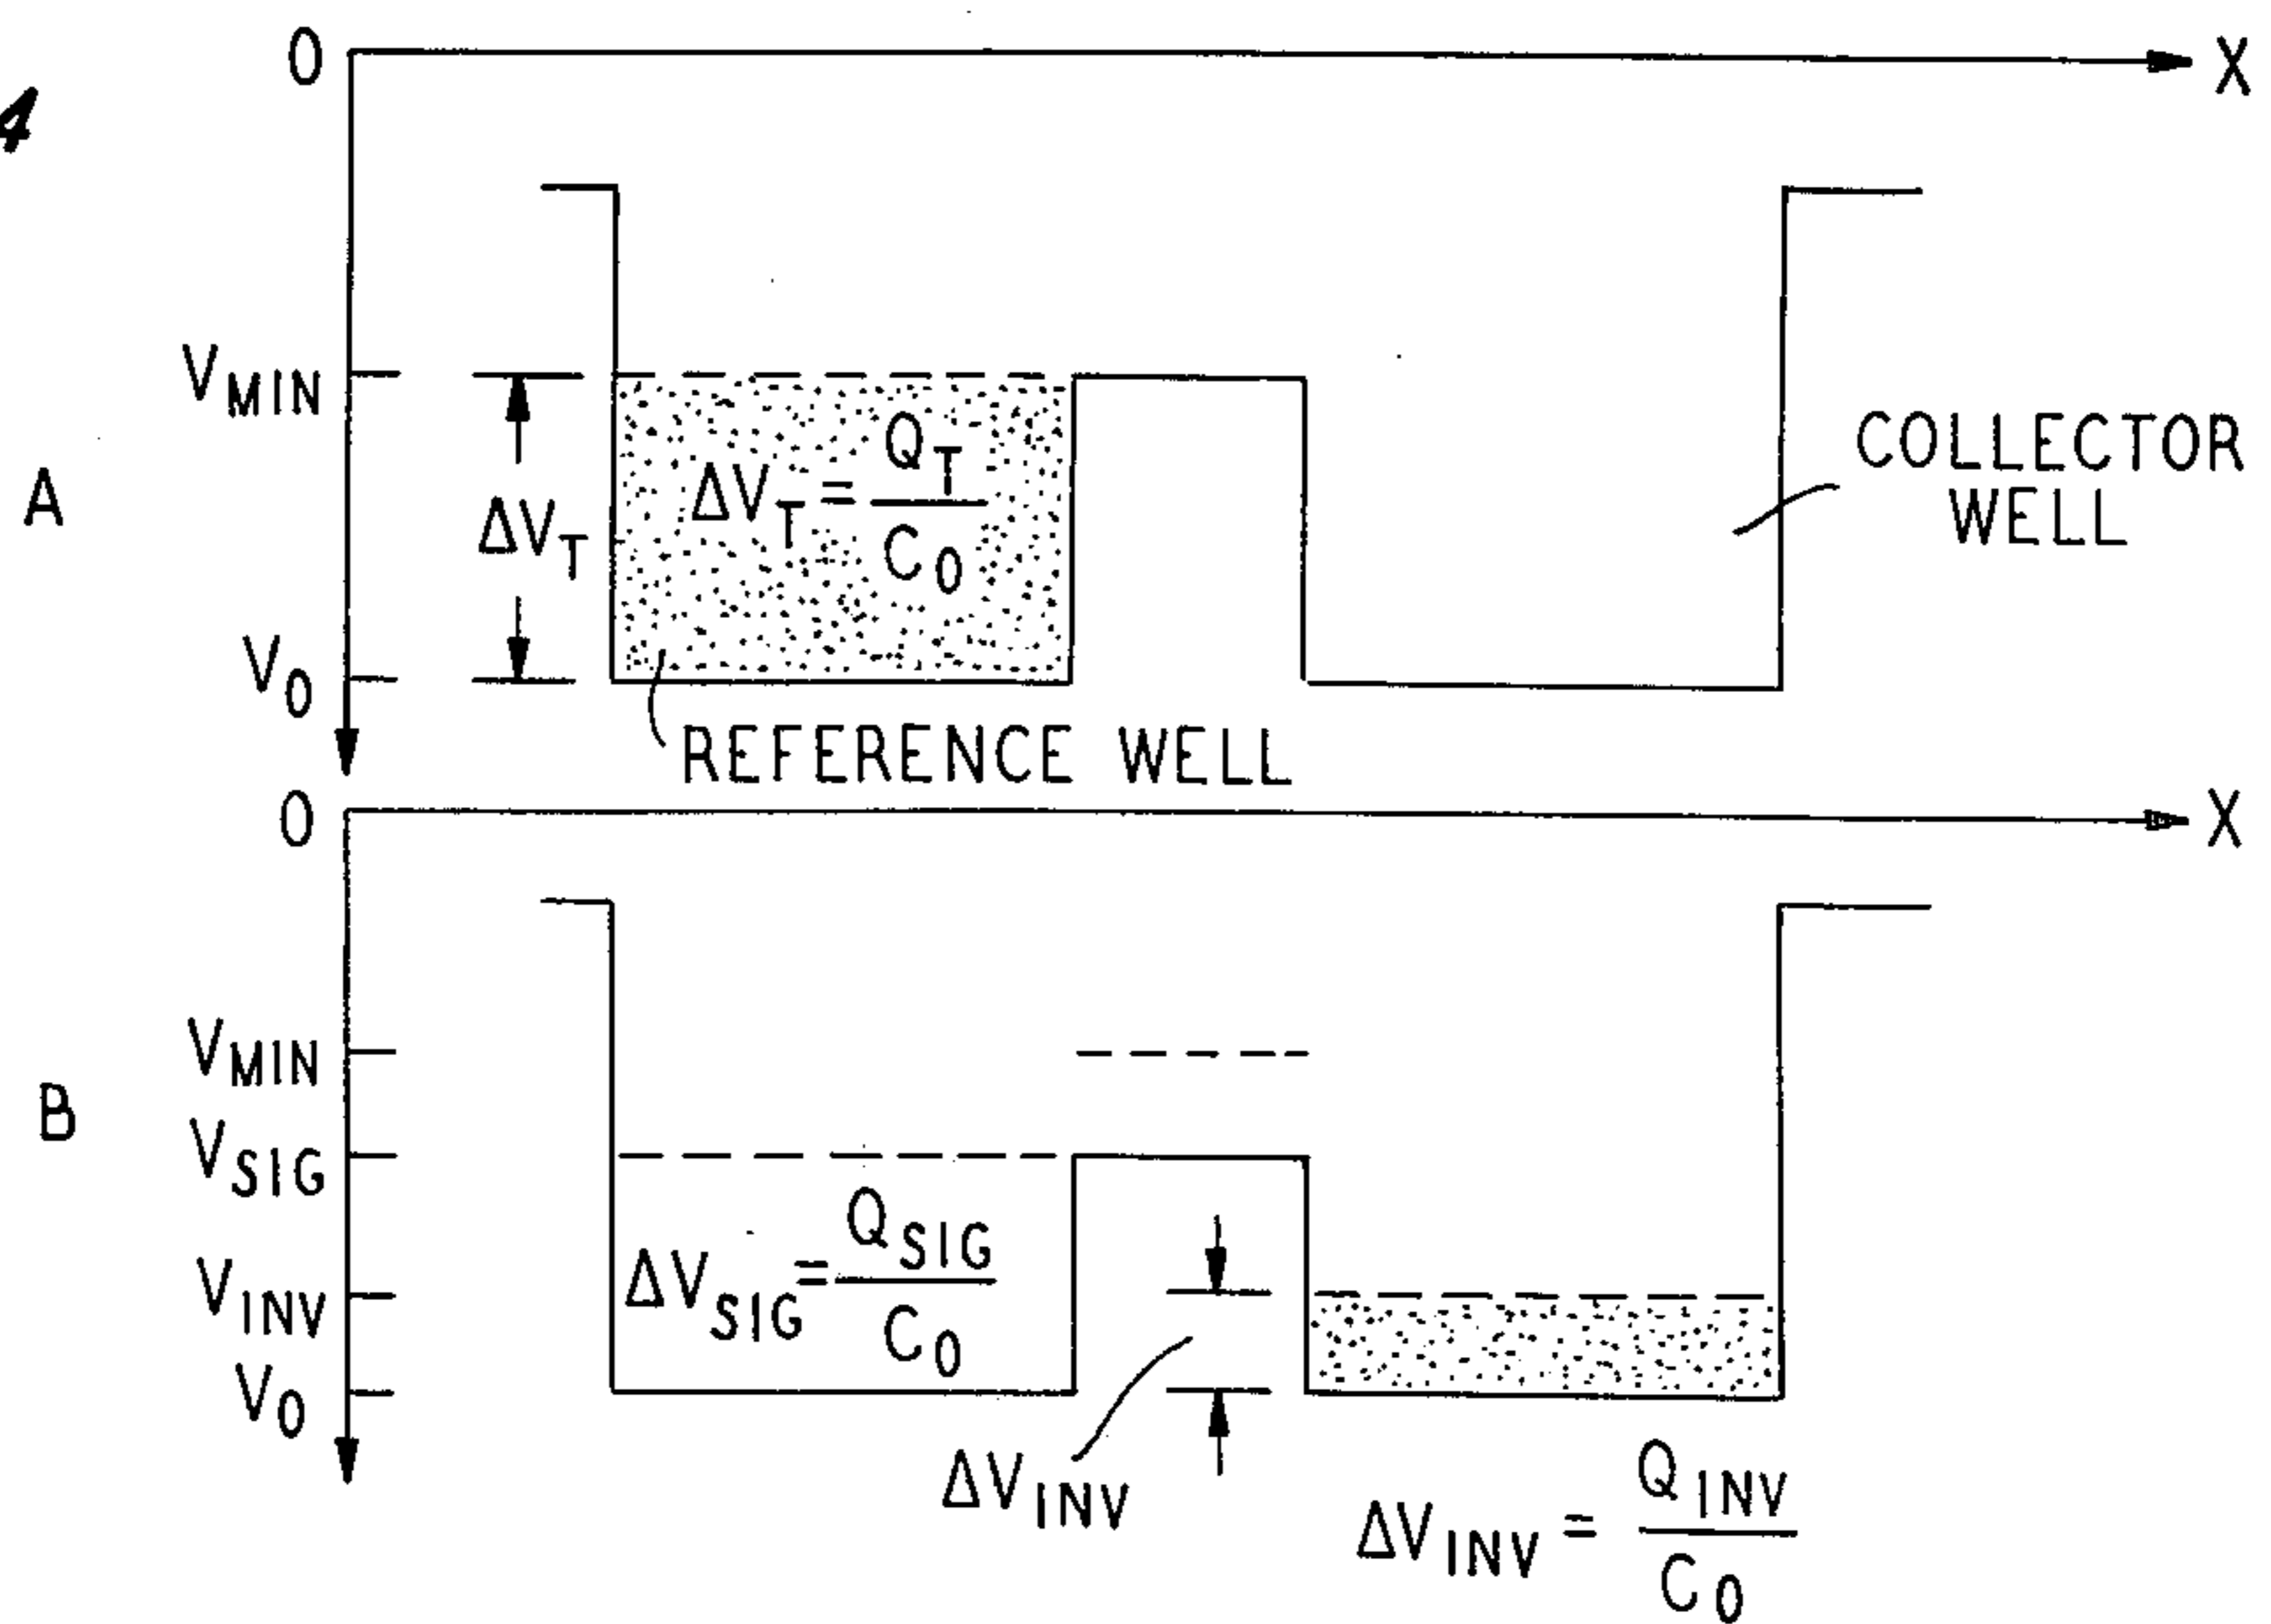 4
0
X
V_MIN
A
ΔV_T
ΔV_T = Q_T / C_0
COLLECTOR
WELL
V_0
REFERENCE WELL
0
X
B
V_MIN
V_SIG
V_INV
V_0
ΔV_SIG = Q_SIG / C_0
ΔV_INV
ΔV_INV = Q_INV / C_0